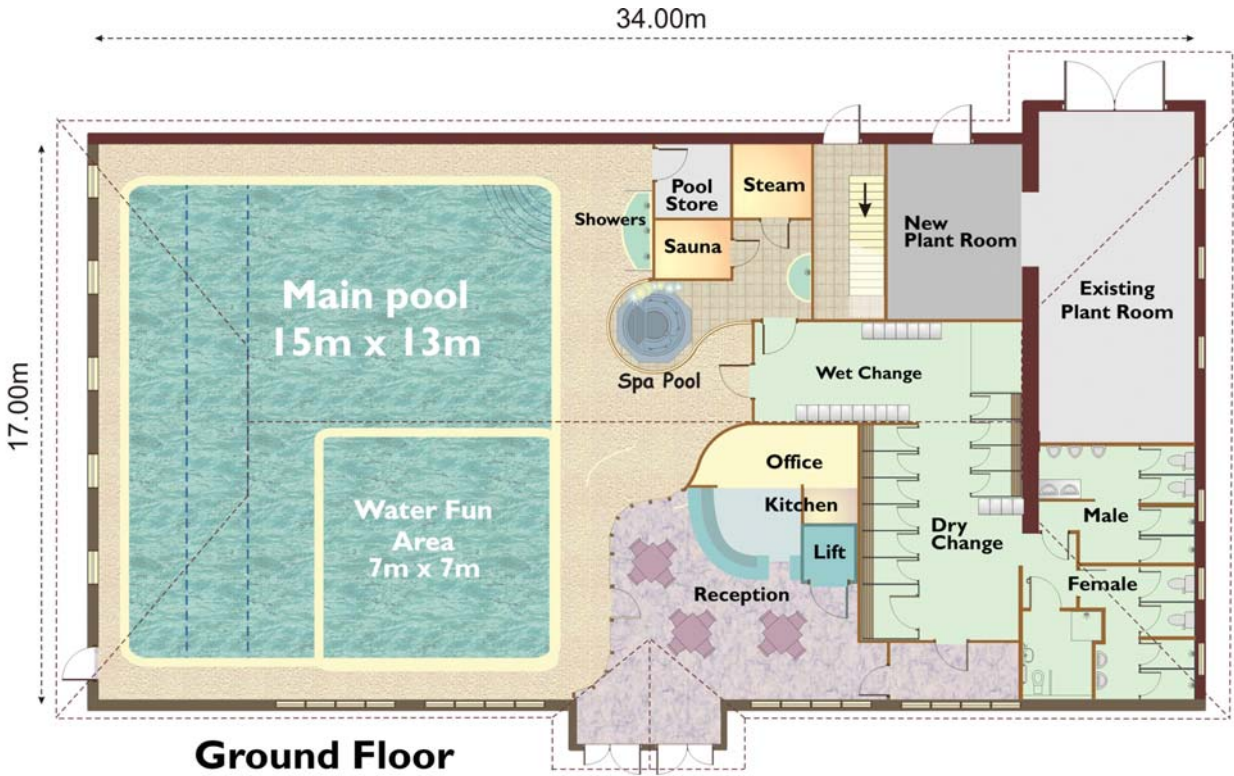 34.00m
17.00m
Main pool
15m x 13m
Water Fun
Area
7m x 7m
Showers
Pool
Store
Steam
Sauna
Spa Pool
New
Plant Room
Existing
Plant Room
Wet Change
Office
Kitchen
Lift
Dry
Change
Male
Female
Reception
Ground Floor